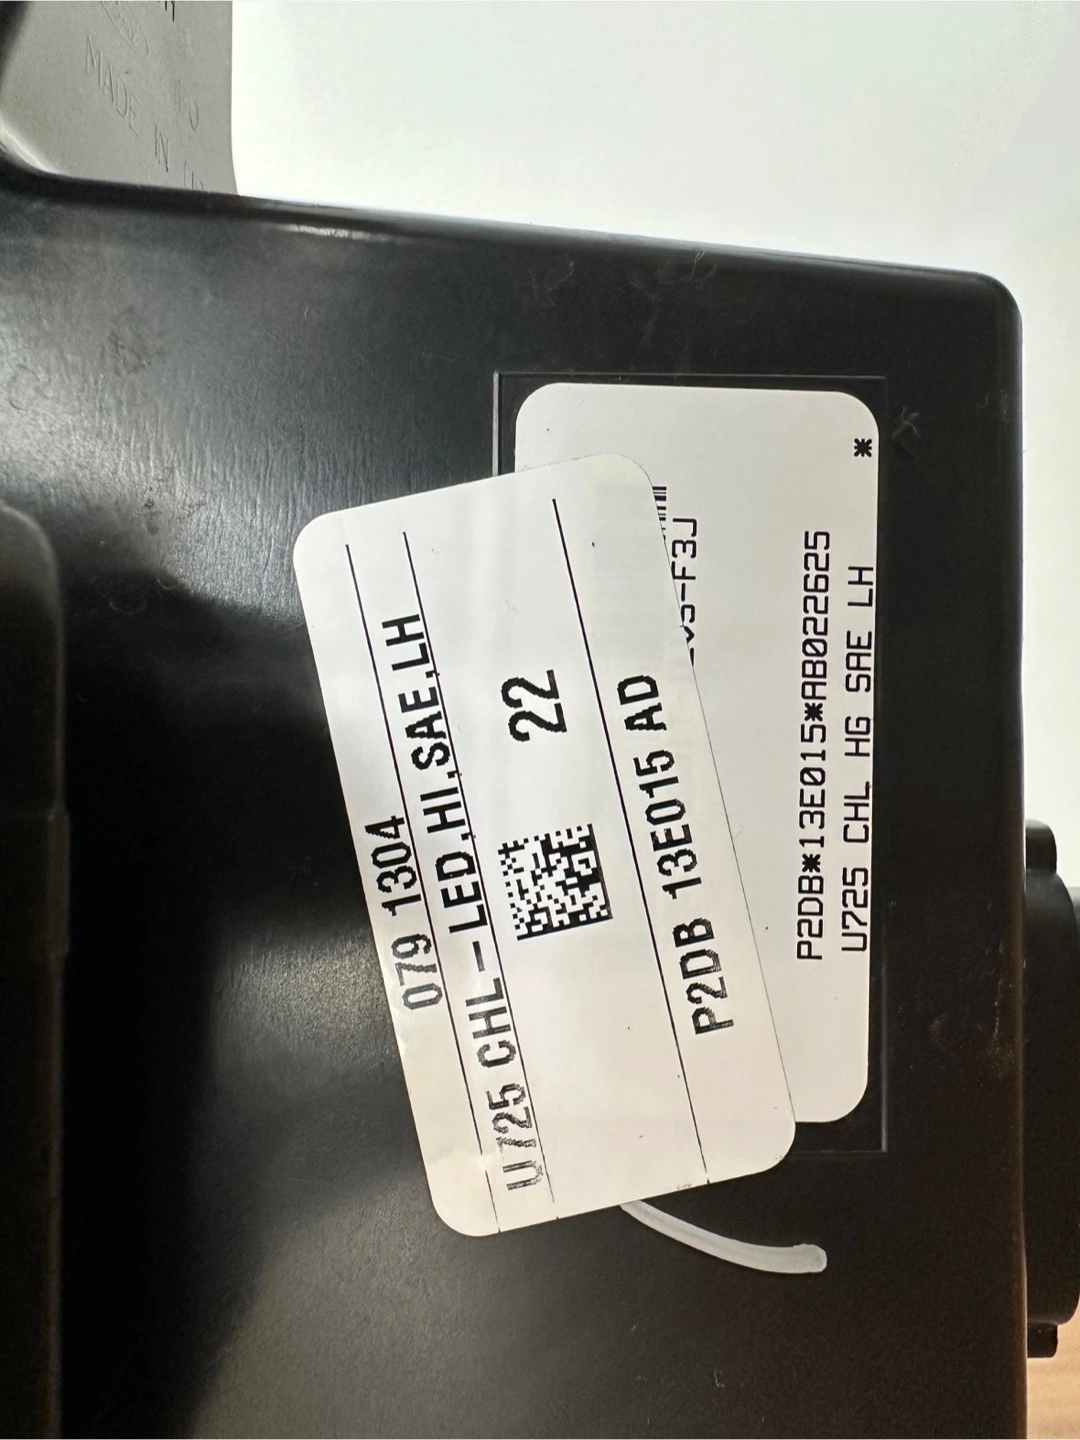 MADE IN
079 1304
U725 CHL-LED,HI,SAE,LH
22
P2DB 13E015 AD
-F3J
P2DB*13E015*AB022625 *
U725 CHL HG SAE LH